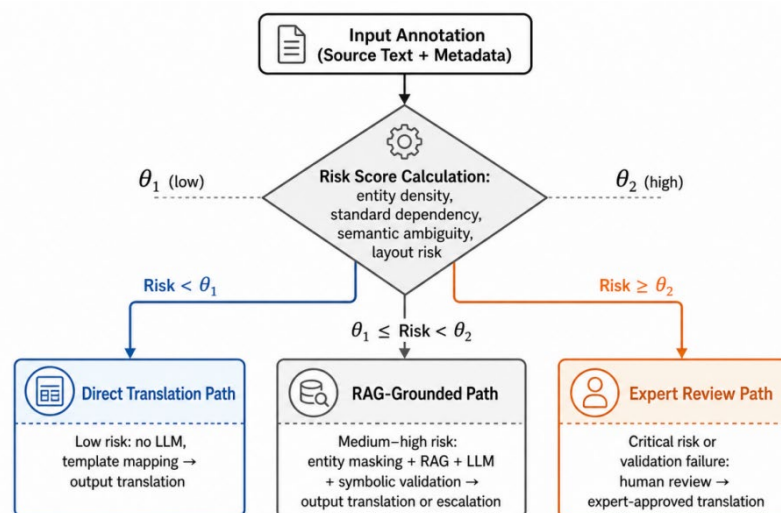 Input Annotation
(Source Text + Metadata)
Risk Score Calculation:
entity density,
standard dependency,
semantic ambiguity,
layout risk
θ1 (low)
θ2 (high)
Risk < θ1
θ1 ≤ Risk < θ2
Risk ≥ θ2
Direct Translation Path
Low risk: no LLM,
template mapping →
output translation
RAG-Grounded Path
Medium–high risk:
entity masking + RAG + LLM
+ symbolic validation →
output translation or escalation
Expert Review Path
Critical risk or
validation failure:
human review →
expert-approved translation